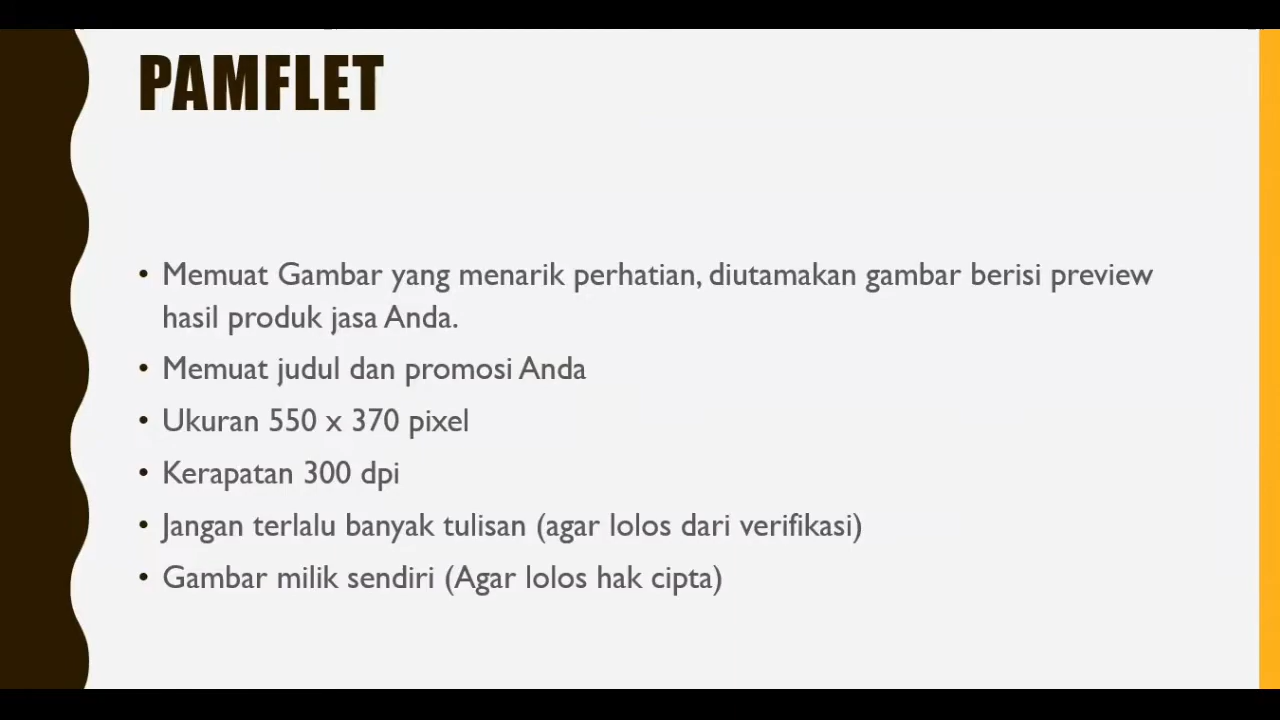 PAMFLET
• Memuat Gambar yang menarik perhatian, diutamakan gambar berisi preview
hasil produk jasa Anda.
• Memuat judul dan promosi Anda
• Ukuran 550 x 370 pixel
• Kerapatan 300 dpi
• Jangan terlalu banyak tulisan (agar lolos dari verifikasi)
• Gambar milik sendiri (Agar lolos hak cipta)